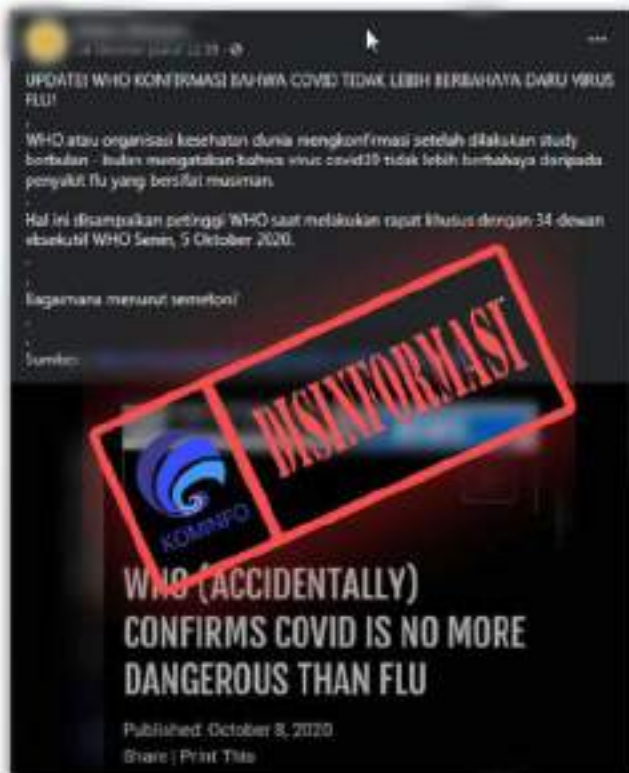 UPDATE! WHO KONFIRMASI BAHWA COVID TIDAK LEBIH BERBAHAYA DARU VIRUS
FLU!
.
WHO atau organisasi kesehatan dunia mengkonfirmasi setelah dilakukan study
berbulan - bulan mengatakan bahwa virus covid19 tidak lebih berbahaya daripada
penyakit flu yang bersifat musiman.
.
Hal ini disampaikan petinggi WHO saat melakukan rapat khusus dengan 34 dewan
eksekutif WHO Senin, 5 Oktober 2020.
.
.
Bagaimana menurut semeton?
.
.
Sumber:
DISINFORMASI
KOMINFO
WHO (ACCIDENTALLY)
CONFIRMS COVID IS NO MORE
DANGEROUS THAN FLU
Published: October 8, 2020
Share | Print This